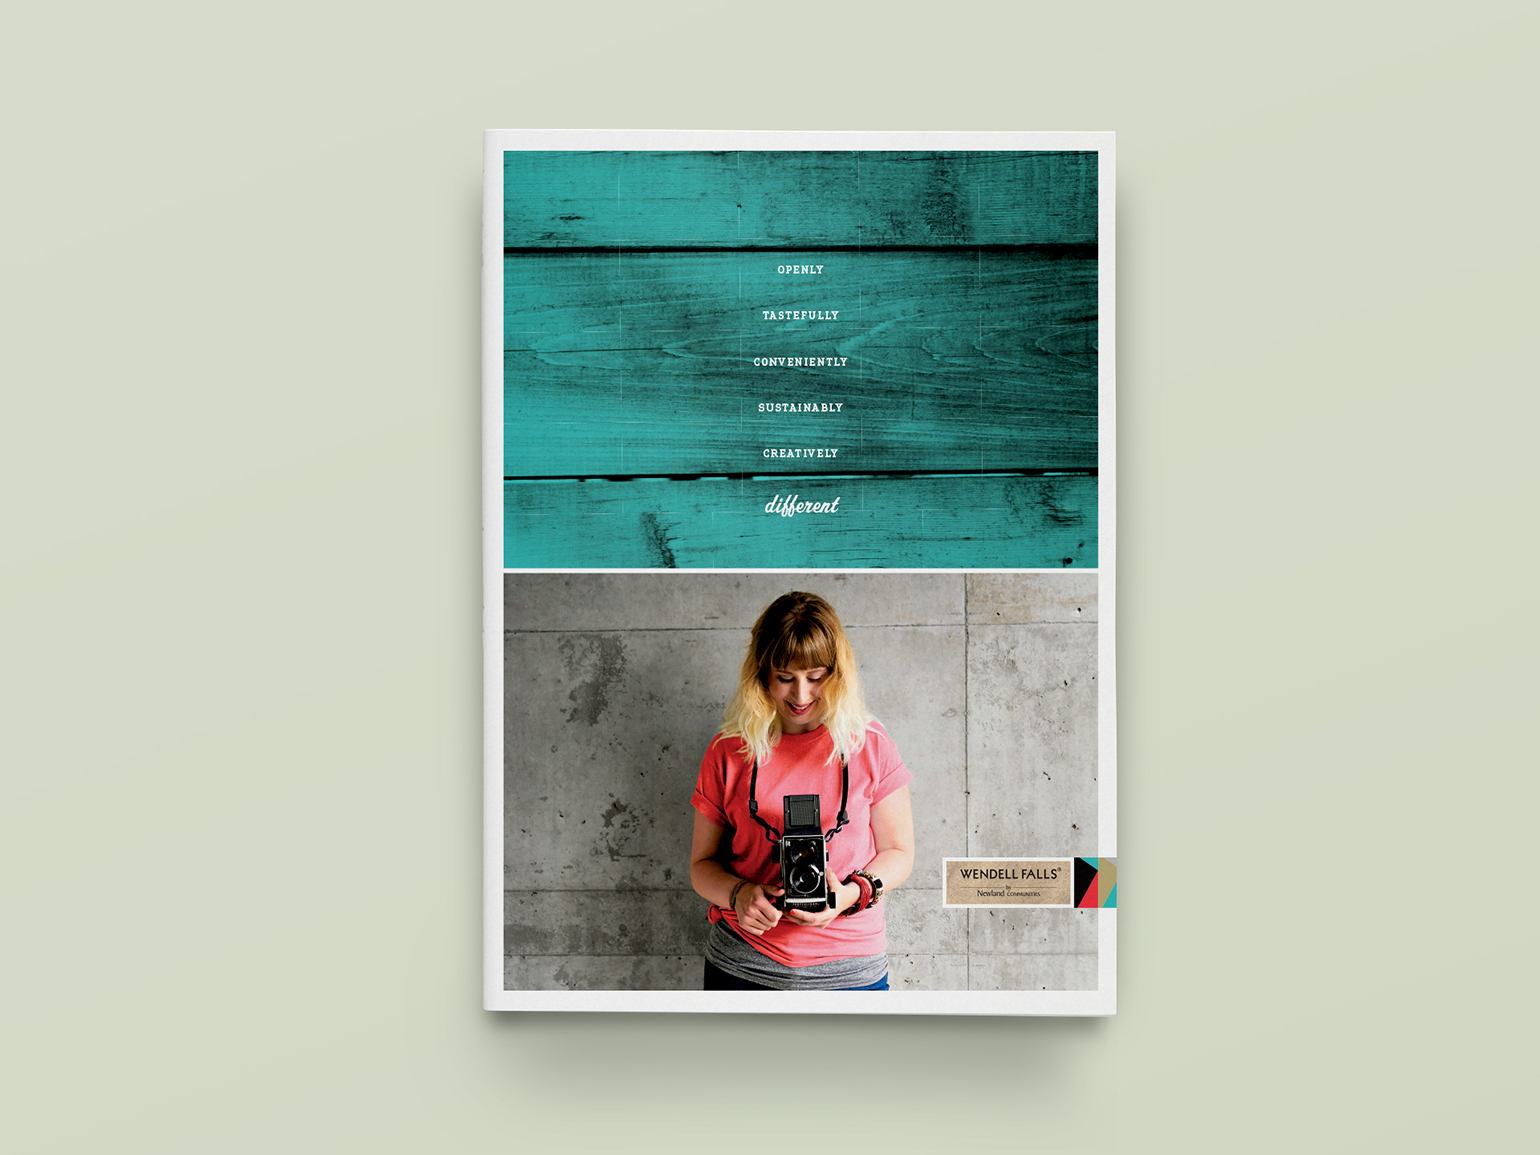 OPENLY
TASTEFULLY
CONVENIENTLY
SUSTAINABLY
CREATIVELY
different
WENDELL FALLS®
by
Newland COMMUNITIES